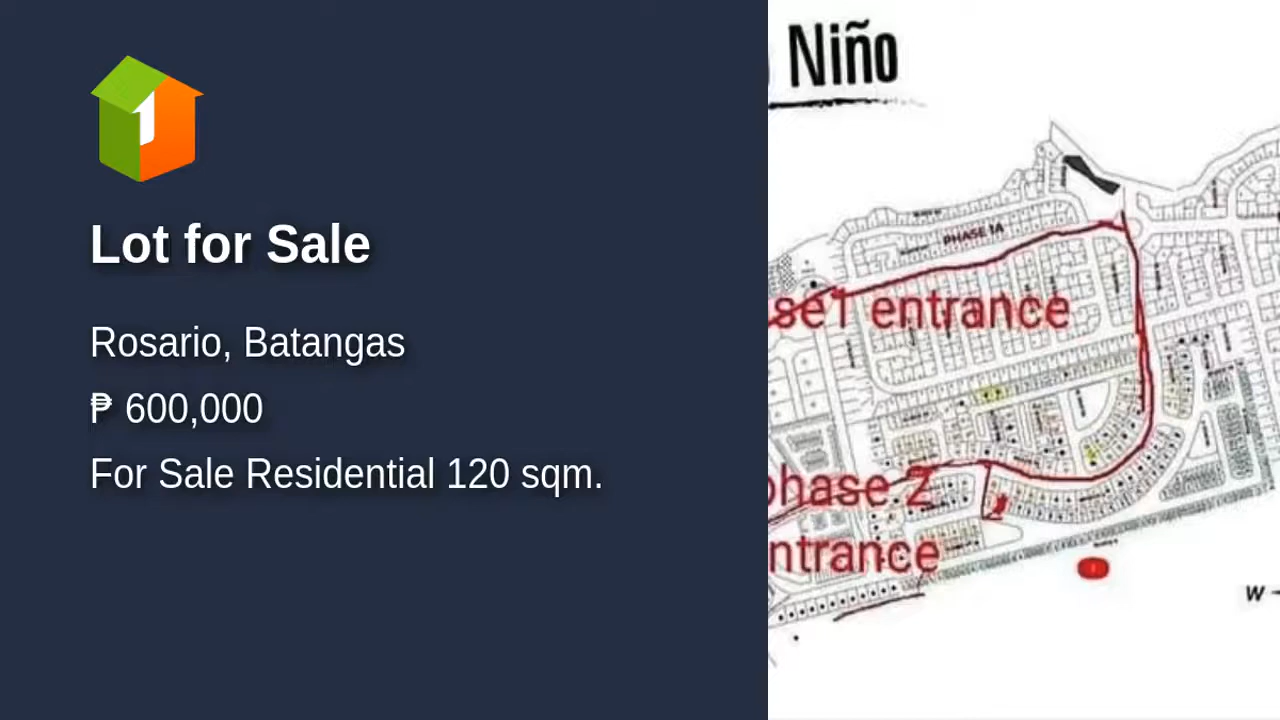 Lot for Sale
Rosario, Batangas
₱ 600,000
For Sale Residential 120 sqm.
Niño
PHASE 1A
se1 entrance
phase 2
ntrance
W